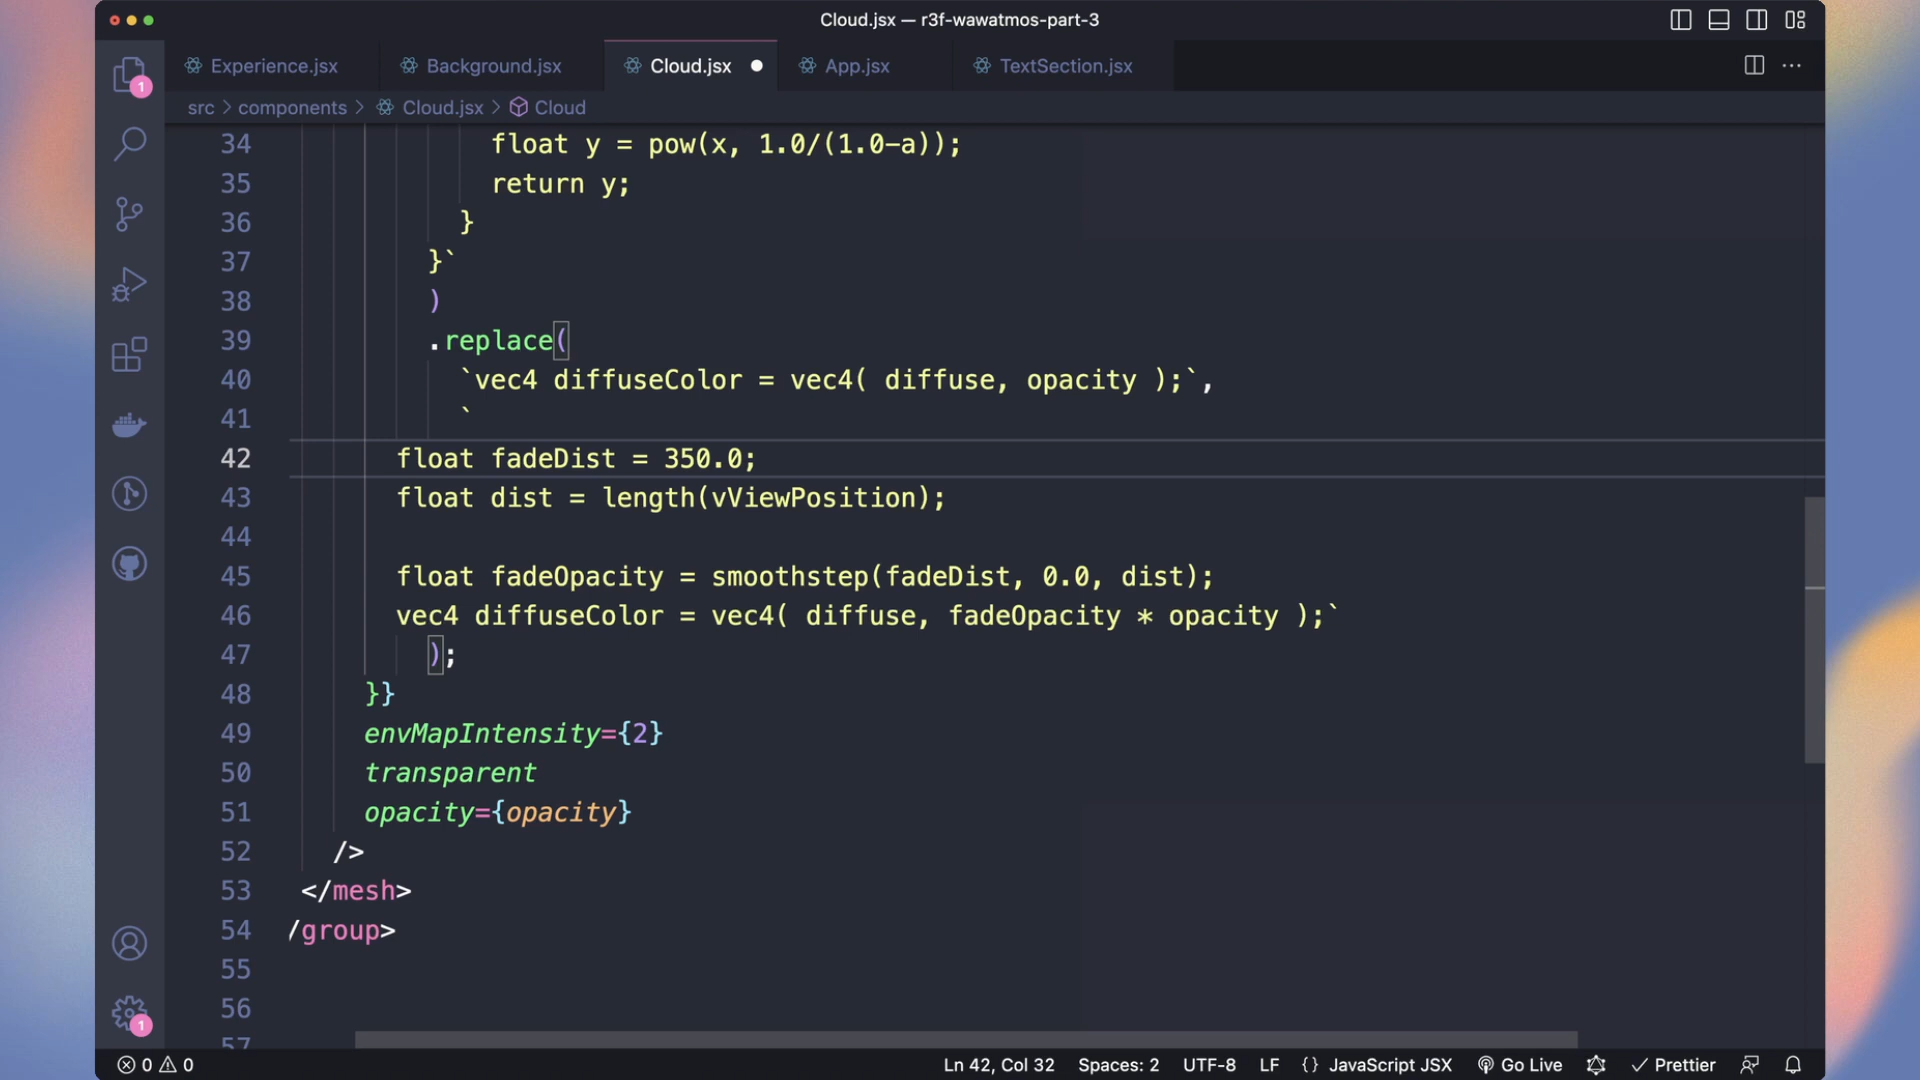 Cloud.jsx — r3f-wawatmos-part-3
Experience.jsx
Background.jsx
Cloud.jsx
App.jsx
TextSection.jsx
src > components > Cloud.jsx > Cloud
1
34 float y = pow(x, 1.0/(1.0-a));
35 return y;
36 }
37 }`
38 )
39 .replace(
40 `vec4 diffuseColor = vec4( diffuse, opacity );`,
41 `
42 float fadeDist = 350.0;
43 float dist = length(vViewPosition);
44
45 float fadeOpacity = smoothstep(fadeDist, 0.0, dist);
46 vec4 diffuseColor = vec4( diffuse, fadeOpacity * opacity );`
47 );
48 }}
49 envMapIntensity={2}
50 transparent
51 opacity={opacity}
52 />
53 </mesh>
54 /group>
55
56
57
1
0 0 Ln 42, Col 32 Spaces: 2 UTF-8 LF {} JavaScript JSX Go Live Prettier